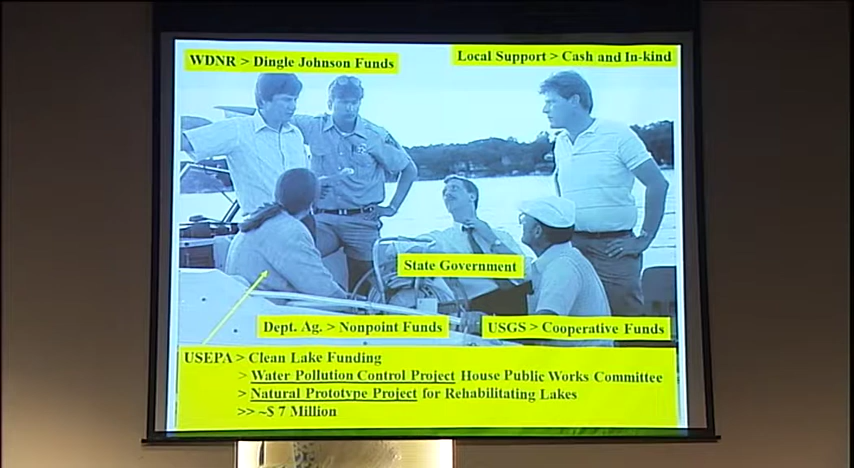 WDNR > Dingle Johnson Funds
Local Support > Cash and In-kind
State Government
Dept. Ag. > Nonpoint Funds
USGS > Cooperative Funds
USEPA > Clean Lake Funding
> Water Pollution Control Project House Public Works Committee
> Natural Prototype Project for Rehabilitating Lakes
>> ~$ 7 Million